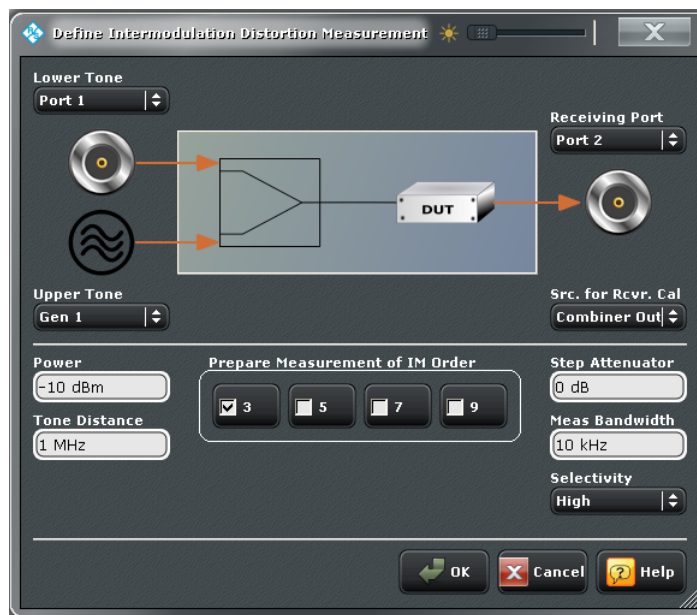 Define Intermodulation Distortion Measurement
Lower Tone
Port 1
Receiving Port
Port 2
DUT
Upper Tone
Gen 1
Src. for Rcvr. Cal
Combiner Out
Power
-10 dBm
Prepare Measurement of IM Order
3
5
7
9
Step Attenuator
0 dB
Tone Distance
1 MHz
Meas Bandwidth
10 kHz
Selectivity
High
OK
Cancel
Help